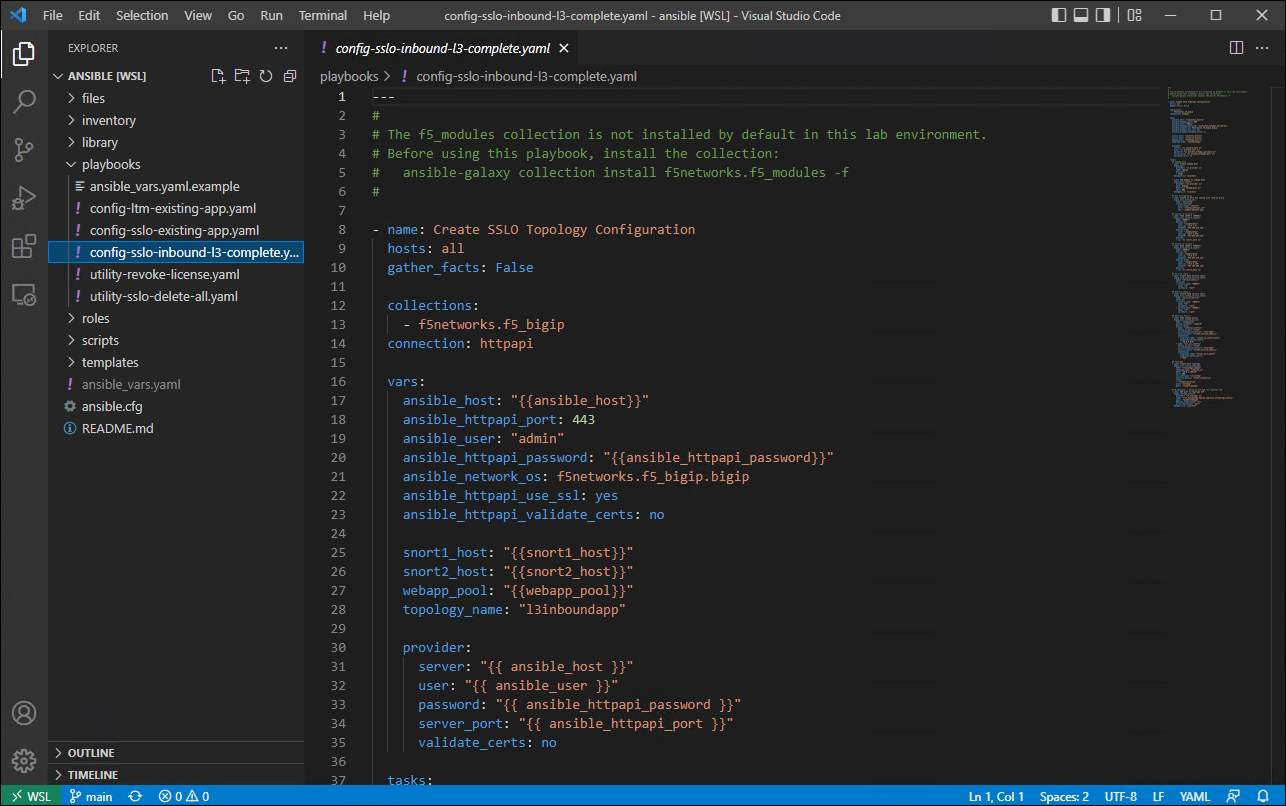 File Edit Selection View Go Run Terminal Help config-sslo-inbound-l3-complete.yaml - ansible [WSL] - Visual Studio Code
EXPLORER
ANSIBLE [WSL]
files
inventory
library
playbooks
ansible_vars.yaml.example
config-ltm-existing-app.yaml
config-sslo-existing-app.yaml
config-sslo-inbound-l3-complete.y...
utility-revoke-license.yaml
utility-sslo-delete-all.yaml
roles
scripts
templates
ansible_vars.yaml
ansible.cfg
README.md
OUTLINE
TIMELINE
config-sslo-inbound-l3-complete.yaml
playbooks > ! config-sslo-inbound-l3-complete.yaml
1 ---
2 #
3 # The f5_modules collection is not installed by default in this lab environment.
4 # Before using this playbook, install the collection:
5 #   ansible-galaxy collection install f5networks.f5_modules -f
6 #
7
8 - name: Create SSLO Topology Configuration
9   hosts: all
10   gather_facts: False
11
12   collections:
13     - f5networks.f5_bigip
14   connection: httpapi
15
16   vars:
17     ansible_host: "{{ansible_host}}"
18     ansible_httpapi_port: 443
19     ansible_user: "admin"
20     ansible_httpapi_password: "{{ansible_httpapi_password}}"
21     ansible_network_os: f5networks.f5_bigip.bigip
22     ansible_httpapi_use_ssl: yes
23     ansible_httpapi_validate_certs: no
24
25     snort1_host: "{{snort1_host}}"
26     snort2_host: "{{snort2_host}}"
27     webapp_pool: "{{webapp_pool}}"
28     topology_name: "l3inboundapp"
29
30     provider:
31       server: "{{ ansible_host }}"
32       user: "{{ ansible_user }}"
33       password: "{{ ansible_httpapi_password }}"
34       server_port: "{{ ansible_httpapi_port }}"
35       validate_certs: no
36
37   tasks:
WSL main 0 0 Ln 1, Col 1 Spaces: 2 UTF-8 LF YAML